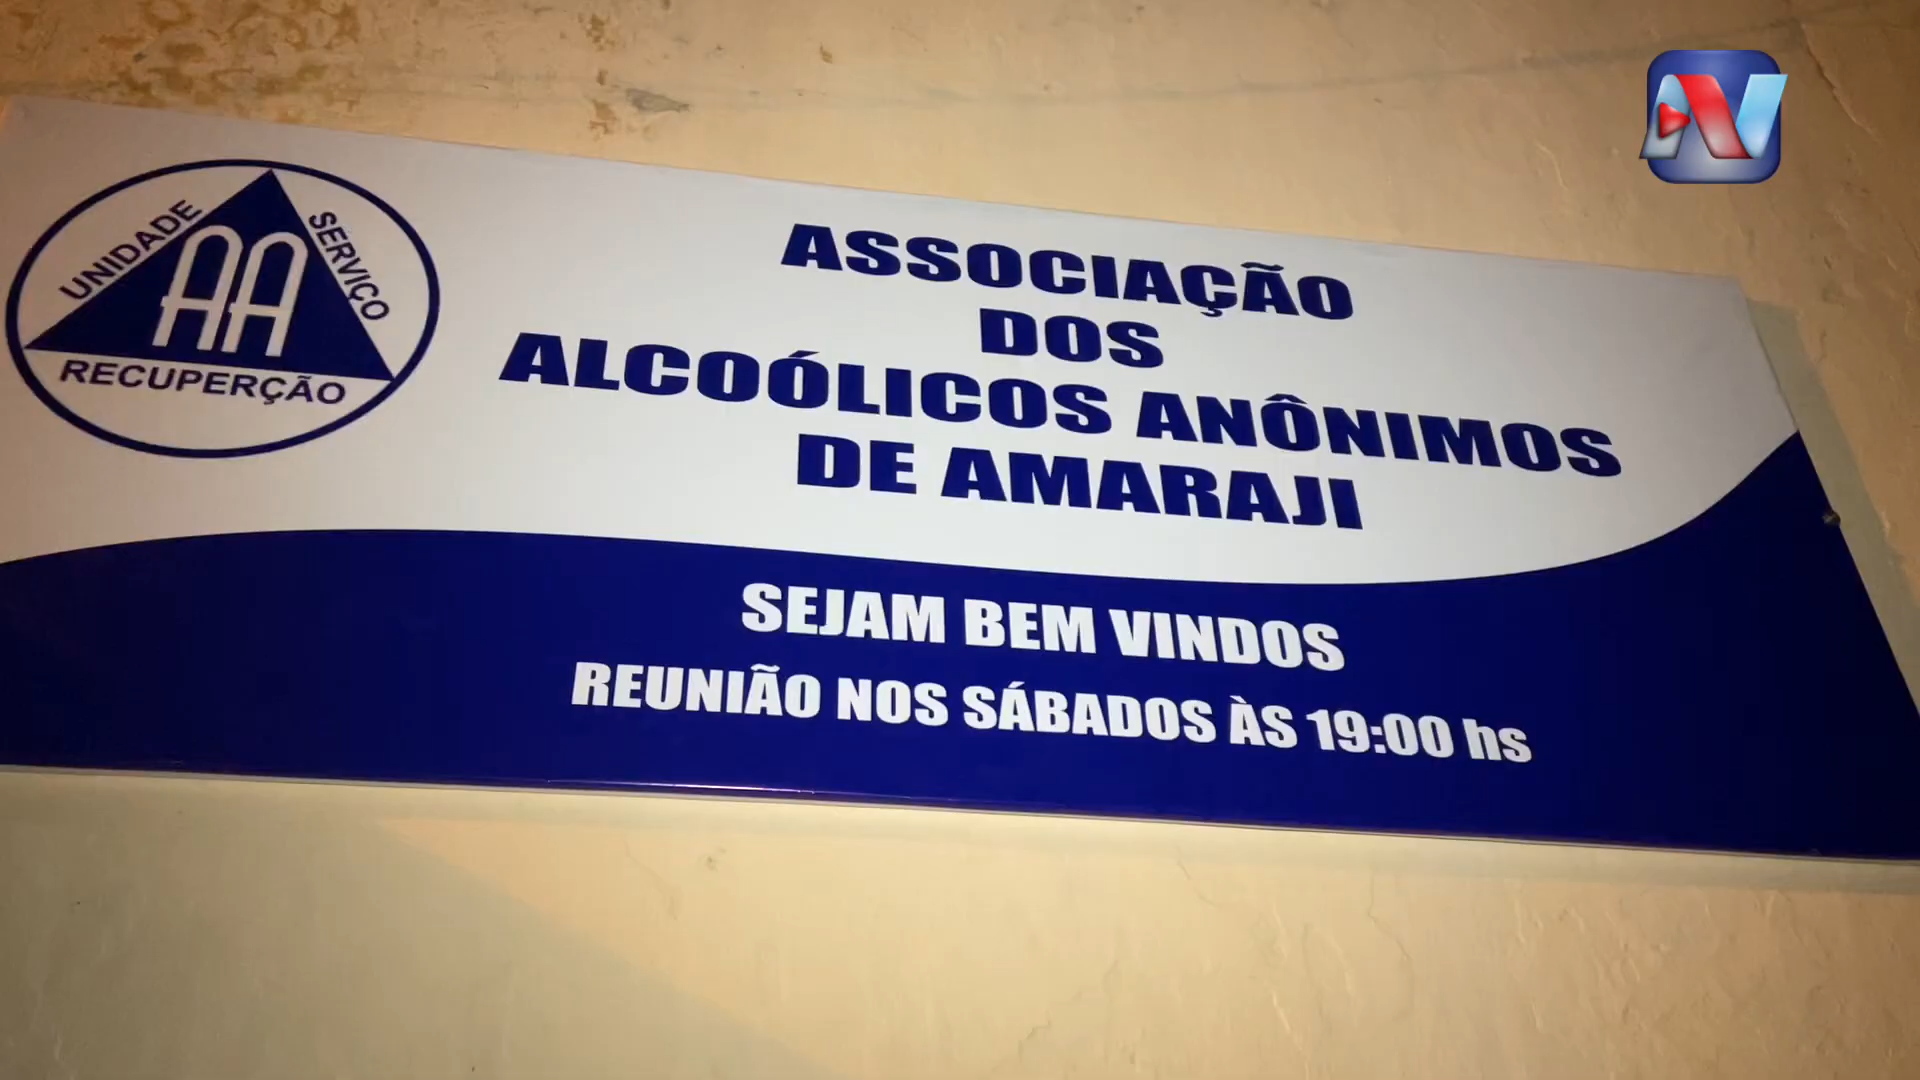 AV
UNIDADE
SERVIÇO
AA
RECUPERÇÃO
ASSOCIAÇÃO
DOS
ALCOÓLICOS ANÔNIMOS
DE AMARAJI
SEJAM BEM VINDOS
REUNIÃO NOS SÁBADOS ÀS 19:00 hs